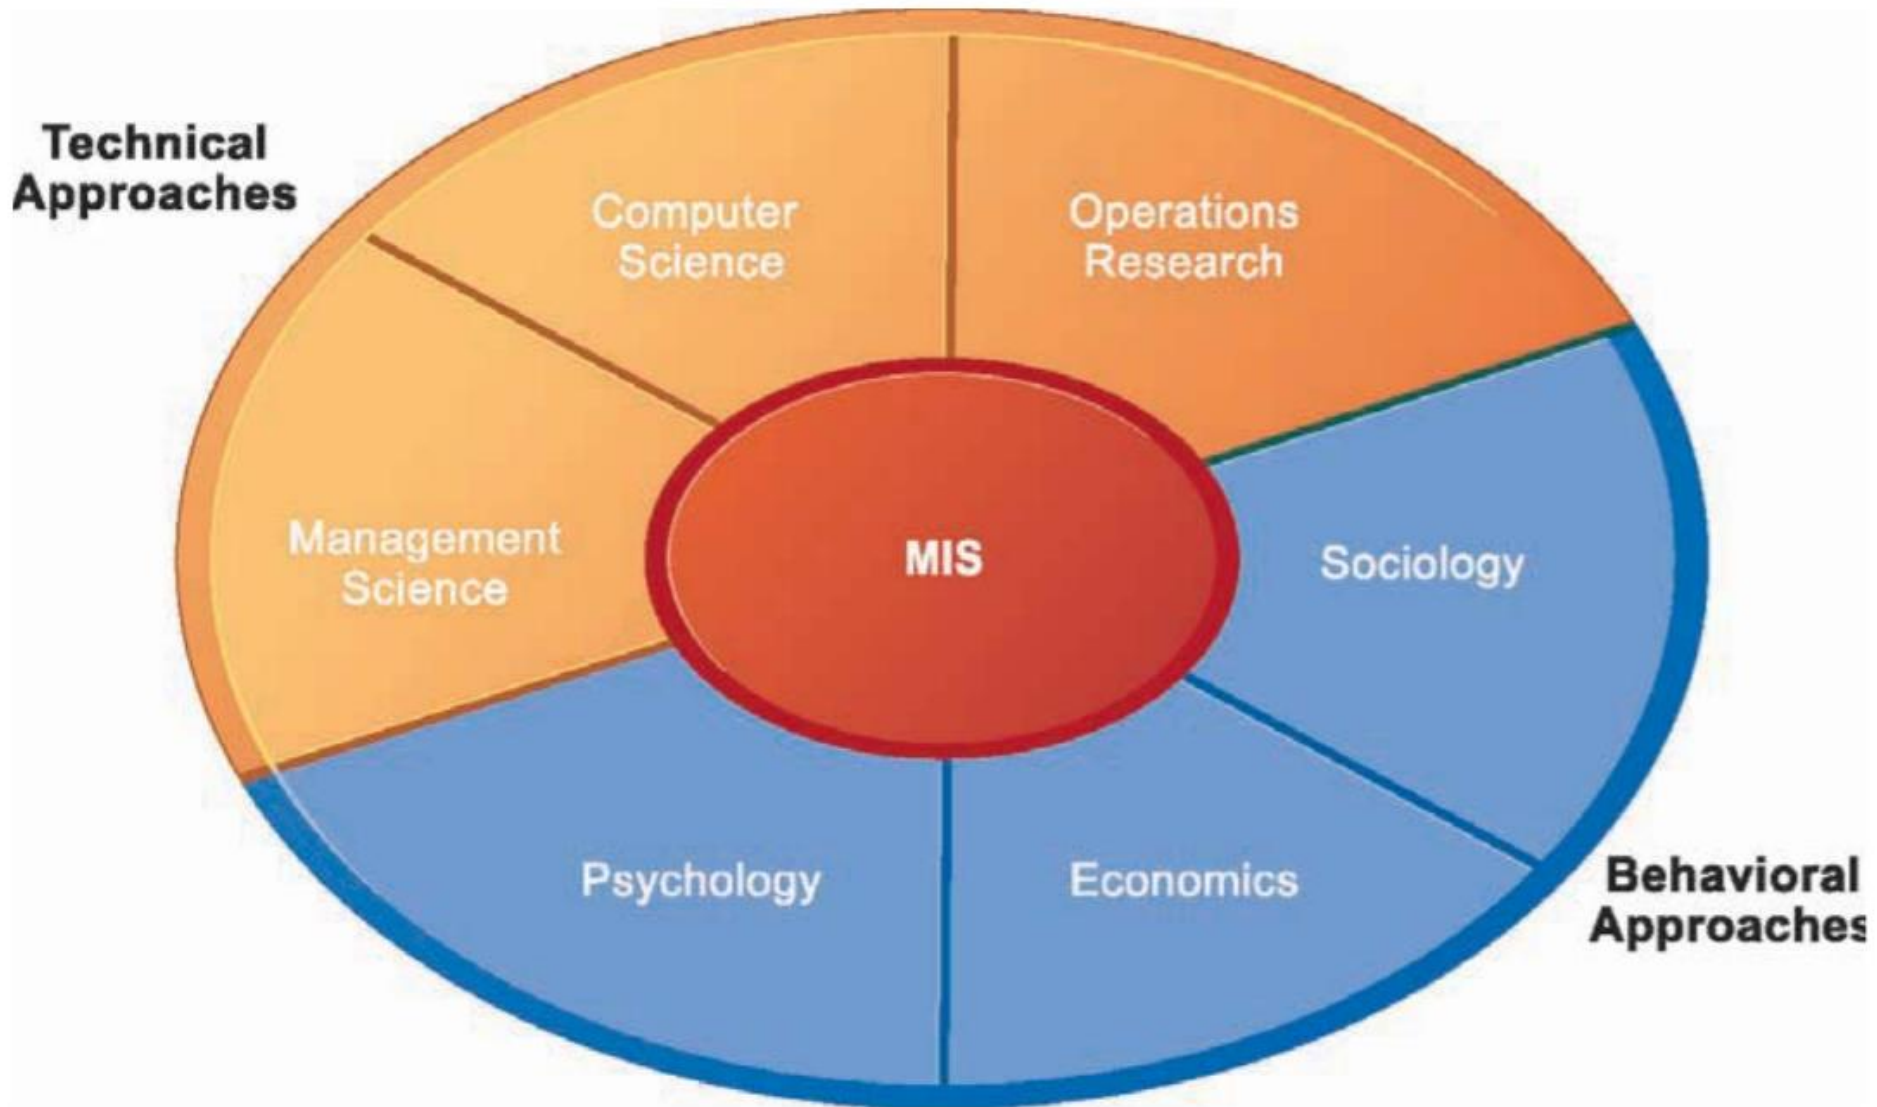 Technical
Approaches
Computer
Science
Operations
Research
Management
Science
MIS
Sociology
Psychology
Economics
Behavioral
Approaches